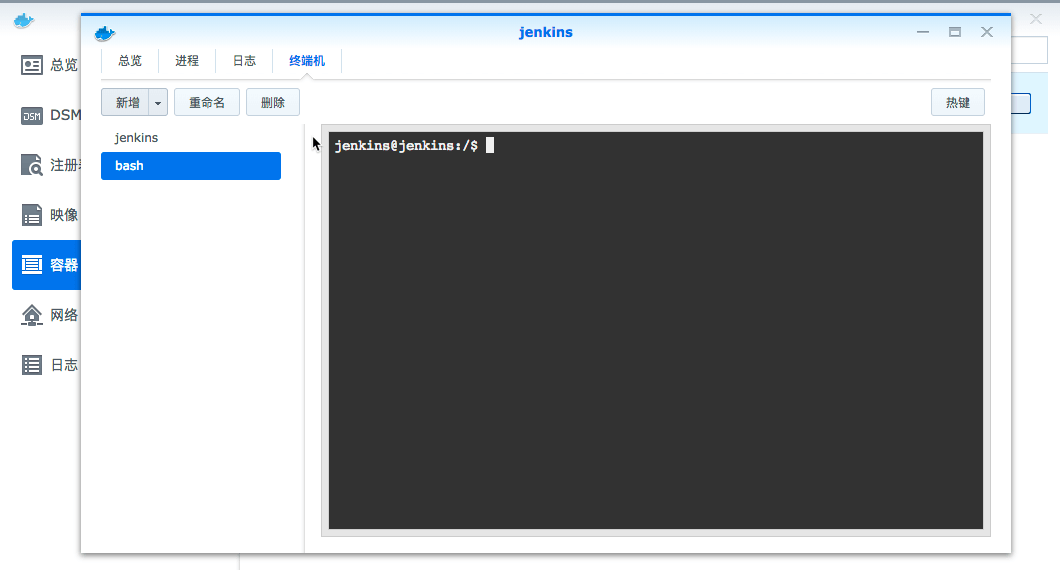 jenkins
总览
进程
日志
终端机
新增
重命名
删除
热键
jenkins
bash
jenkins@jenkins:/$
总览
DSM
注册
映像
容器
网络
日志